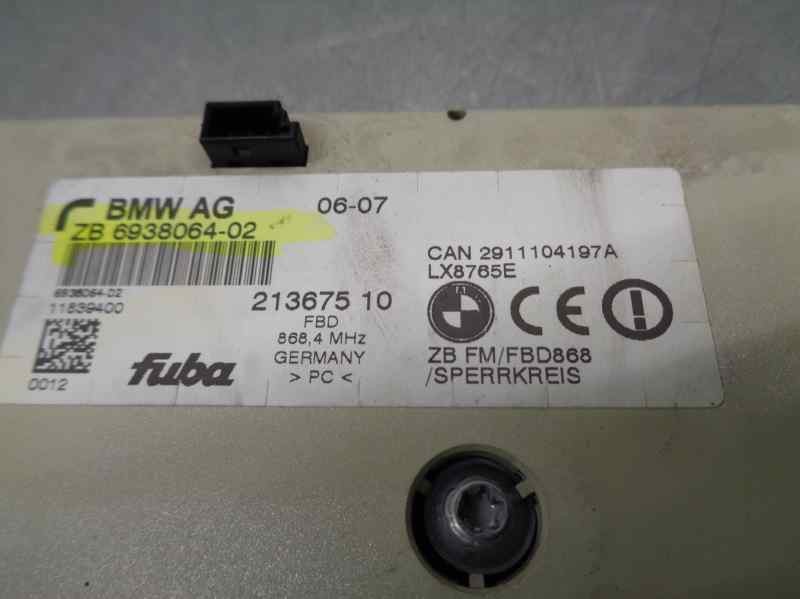 BMW AG 06-07
ZB 6938064-02
6938064-02
11839400
0012
fuba
213675 10
FBD
868,4 MHz
GERMANY
> PC <
CAN 2911104197A
LX8765E
CE
ZB FM/FBD868
/SPERRKREIS